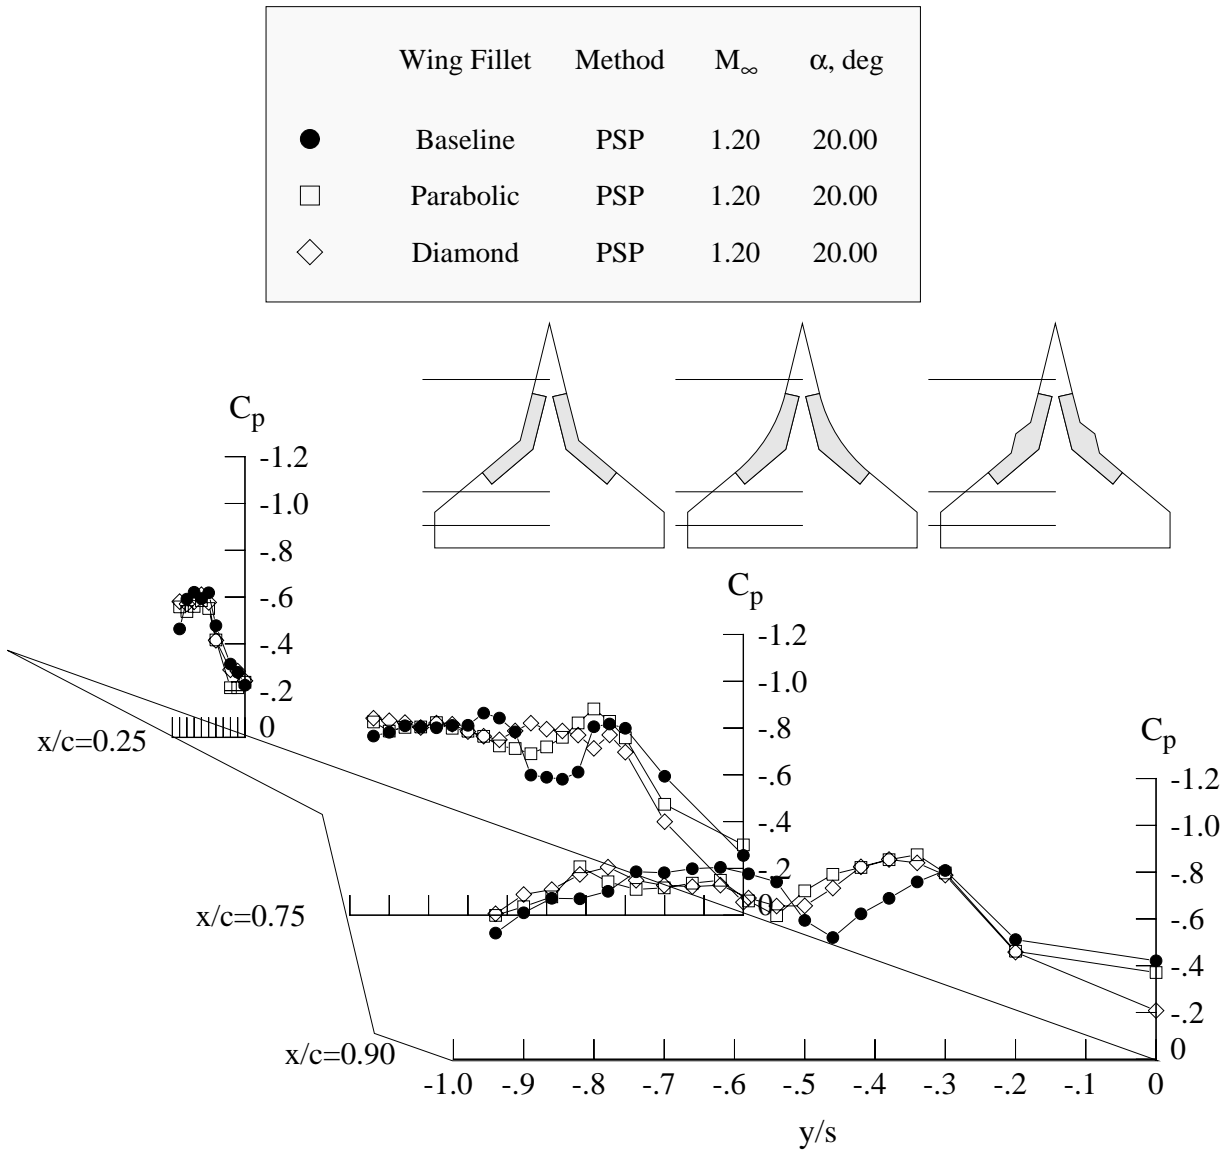 Wing Fillet Method M∞ α, deg
Baseline PSP 1.20 20.00
Parabolic PSP 1.20 20.00
Diamond PSP 1.20 20.00
Cp
-1.2
-1.0
-.8
-.6
-.4
-.2
0
x/c=0.25
Cp
-1.2
-1.0
-.8
-.6
-.4
-.2
0
x/c=0.75
Cp
-1.2
-1.0
-.8
-.6
-.4
-.2
0
x/c=0.90
-1.0 -.9 -.8 -.7 -.6 -.5 -.4 -.3 -.2 -.1 0
y/s